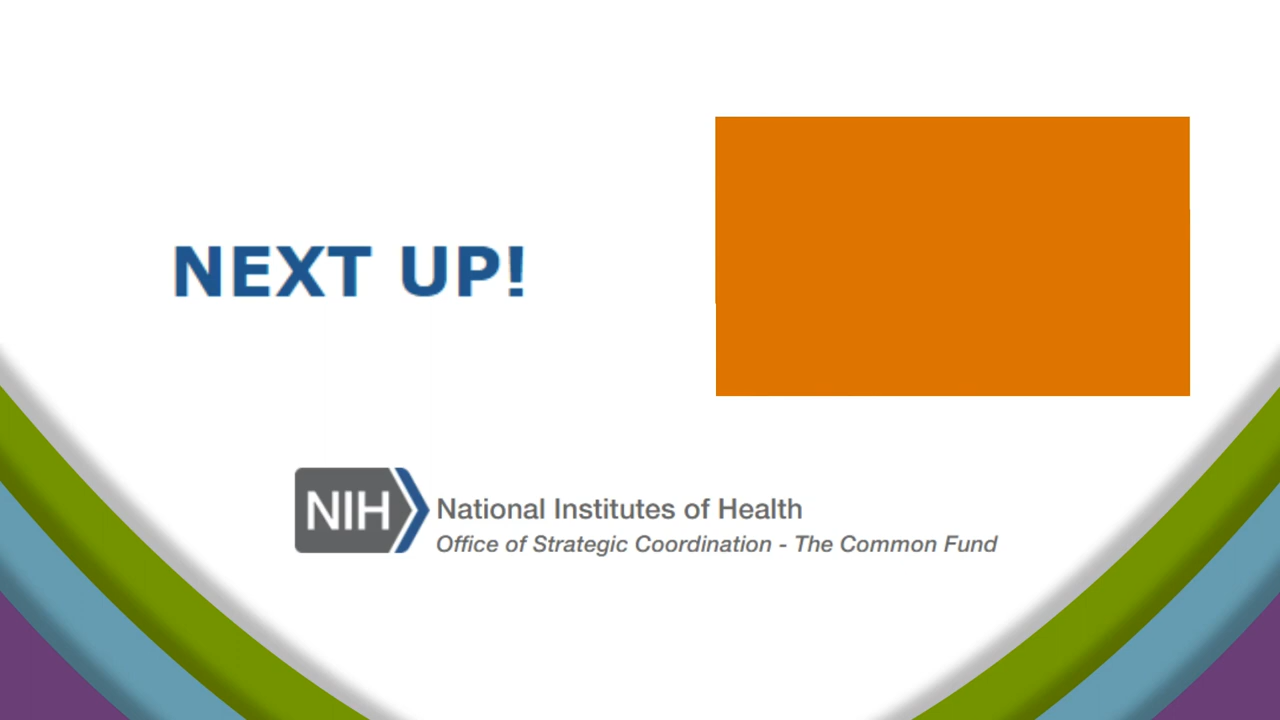 NEXT UP!
NIH
National Institutes of Health
Office of Strategic Coordination - The Common Fund